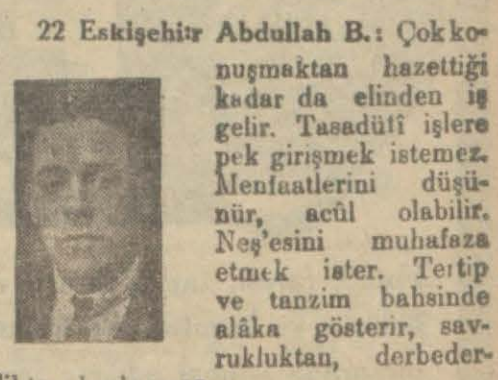 22 Eskişehir Abdullah B.: Çok ko-
nuşmaktan hazettiği
kadar da elinden iş
gelir. Tasadüfî işlere
pek girişmek istemez.
Menfaatlerini düşü-
nür, acûl olabilir.
Neş'esini muhafaza
etmek ister. Tertip
ve tanzim bahsinde
alâka gösterir, sav-
rukluktan, derbeder-